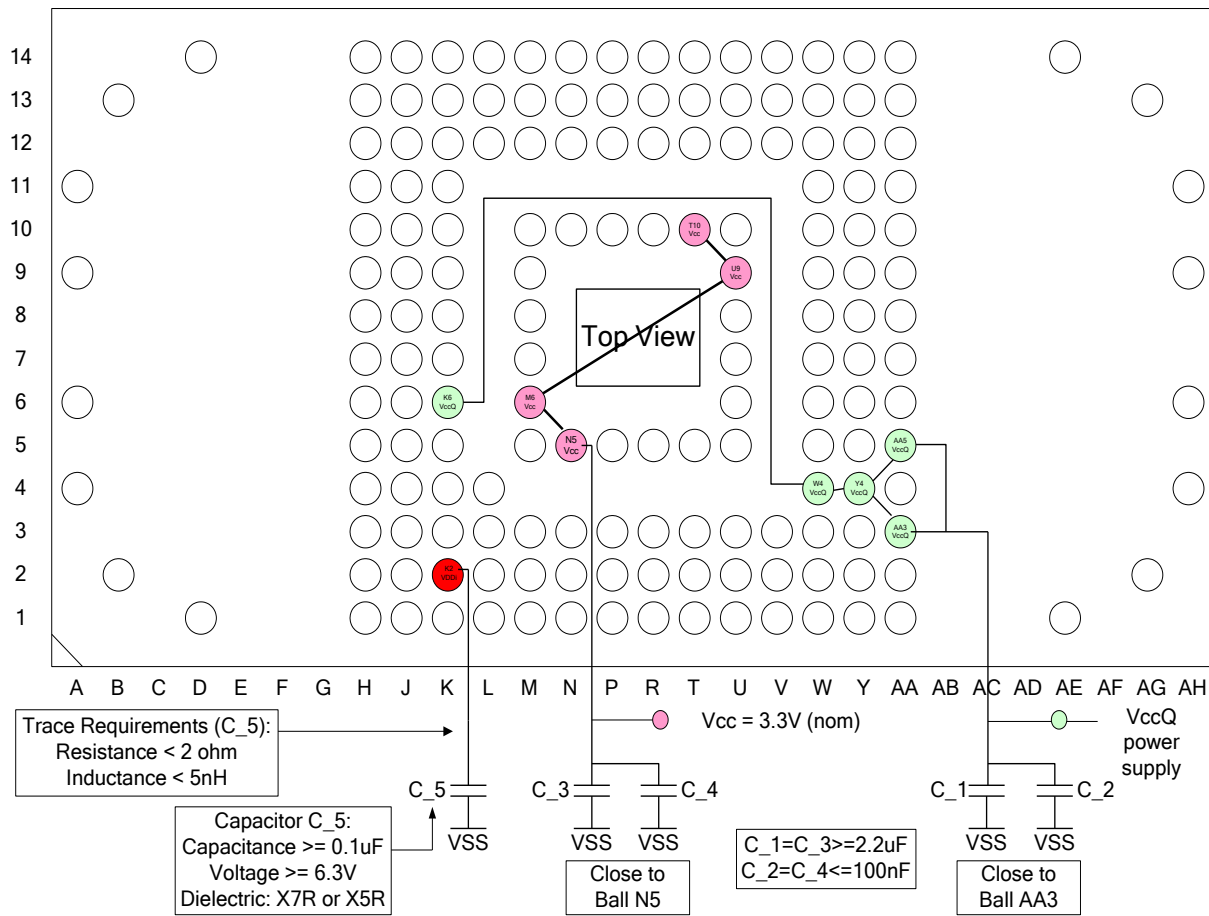 14
13
12
11
10
T10
Vcc
9
U9
Vcc
8
Top View
7
6
K6
VccQ
M6
Vcc
5
N5
Vcc
AA5
VccQ
4
W4
VccQ
Y4
VccQ
3
AA3
VccQ
2
K2
VDDi
1
A B C D E F G H J K L M N P R T U V W Y AA AB AC AD AE AF AG AH
Trace Requirements (C_5):
Resistance < 2 ohm
Inductance < 5nH
Vcc = 3.3V (nom)
VccQ
power
supply
C_5
C_3
C_4
C_1
C_2
Capacitor C_5:
Capacitance >= 0.1uF
Voltage >= 6.3V
Dielectric: X7R or X5R
VSS
VSS
VSS
C_1=C_3>=2.2uF
C_2=C_4<=100nF
VSS
VSS
Close to
Ball N5
Close to
Ball AA3